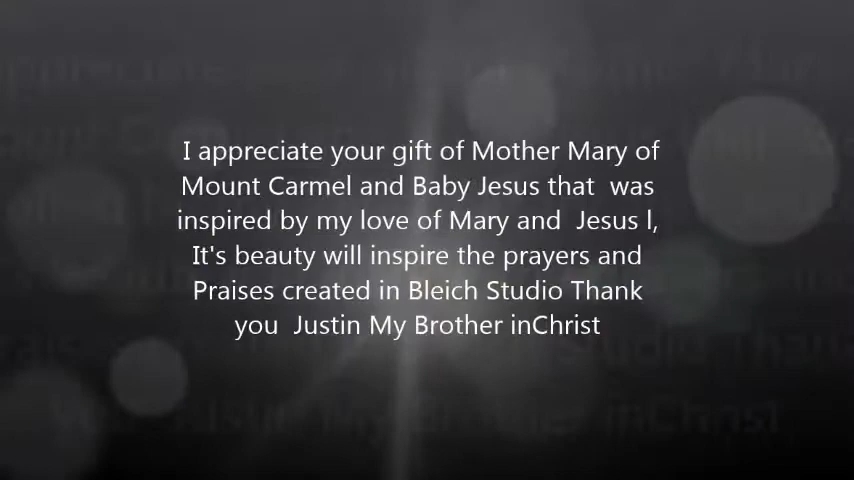 I appreciate your gift of Mother Mary of
Mount Carmel and Baby Jesus that  was
inspired by my love of Mary and  Jesus l,
It's beauty will inspire the prayers and
Praises created in Bleich Studio Thank
you  Justin My Brother inChrist